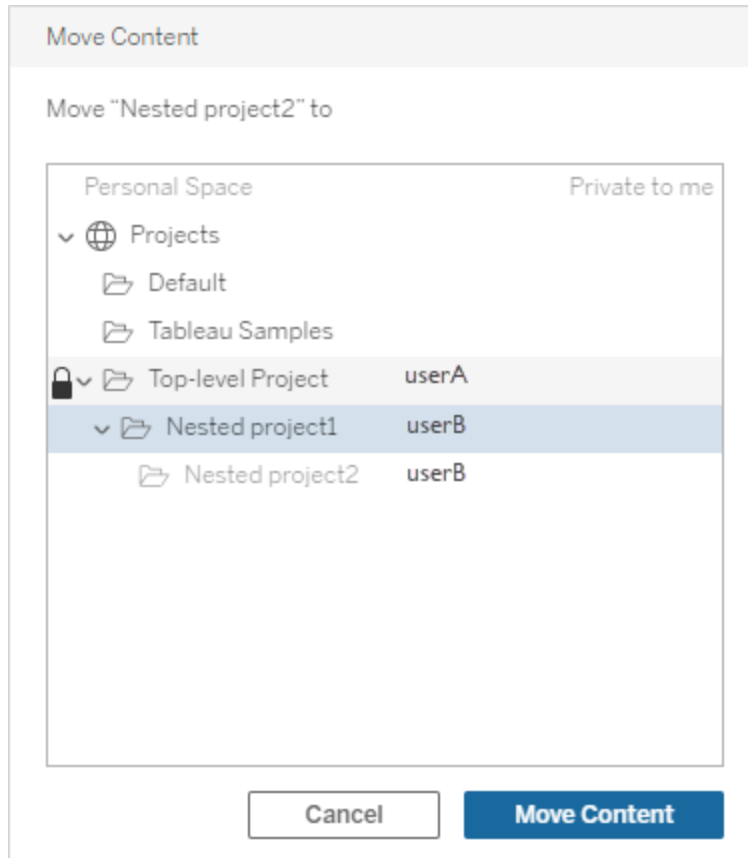 Move Content
Move “Nested project2” to
Personal Space Private to me
Projects
Default
Tableau Samples
Top-level Project userA
Nested project1 userB
Nested project2 userB
Cancel Move Content